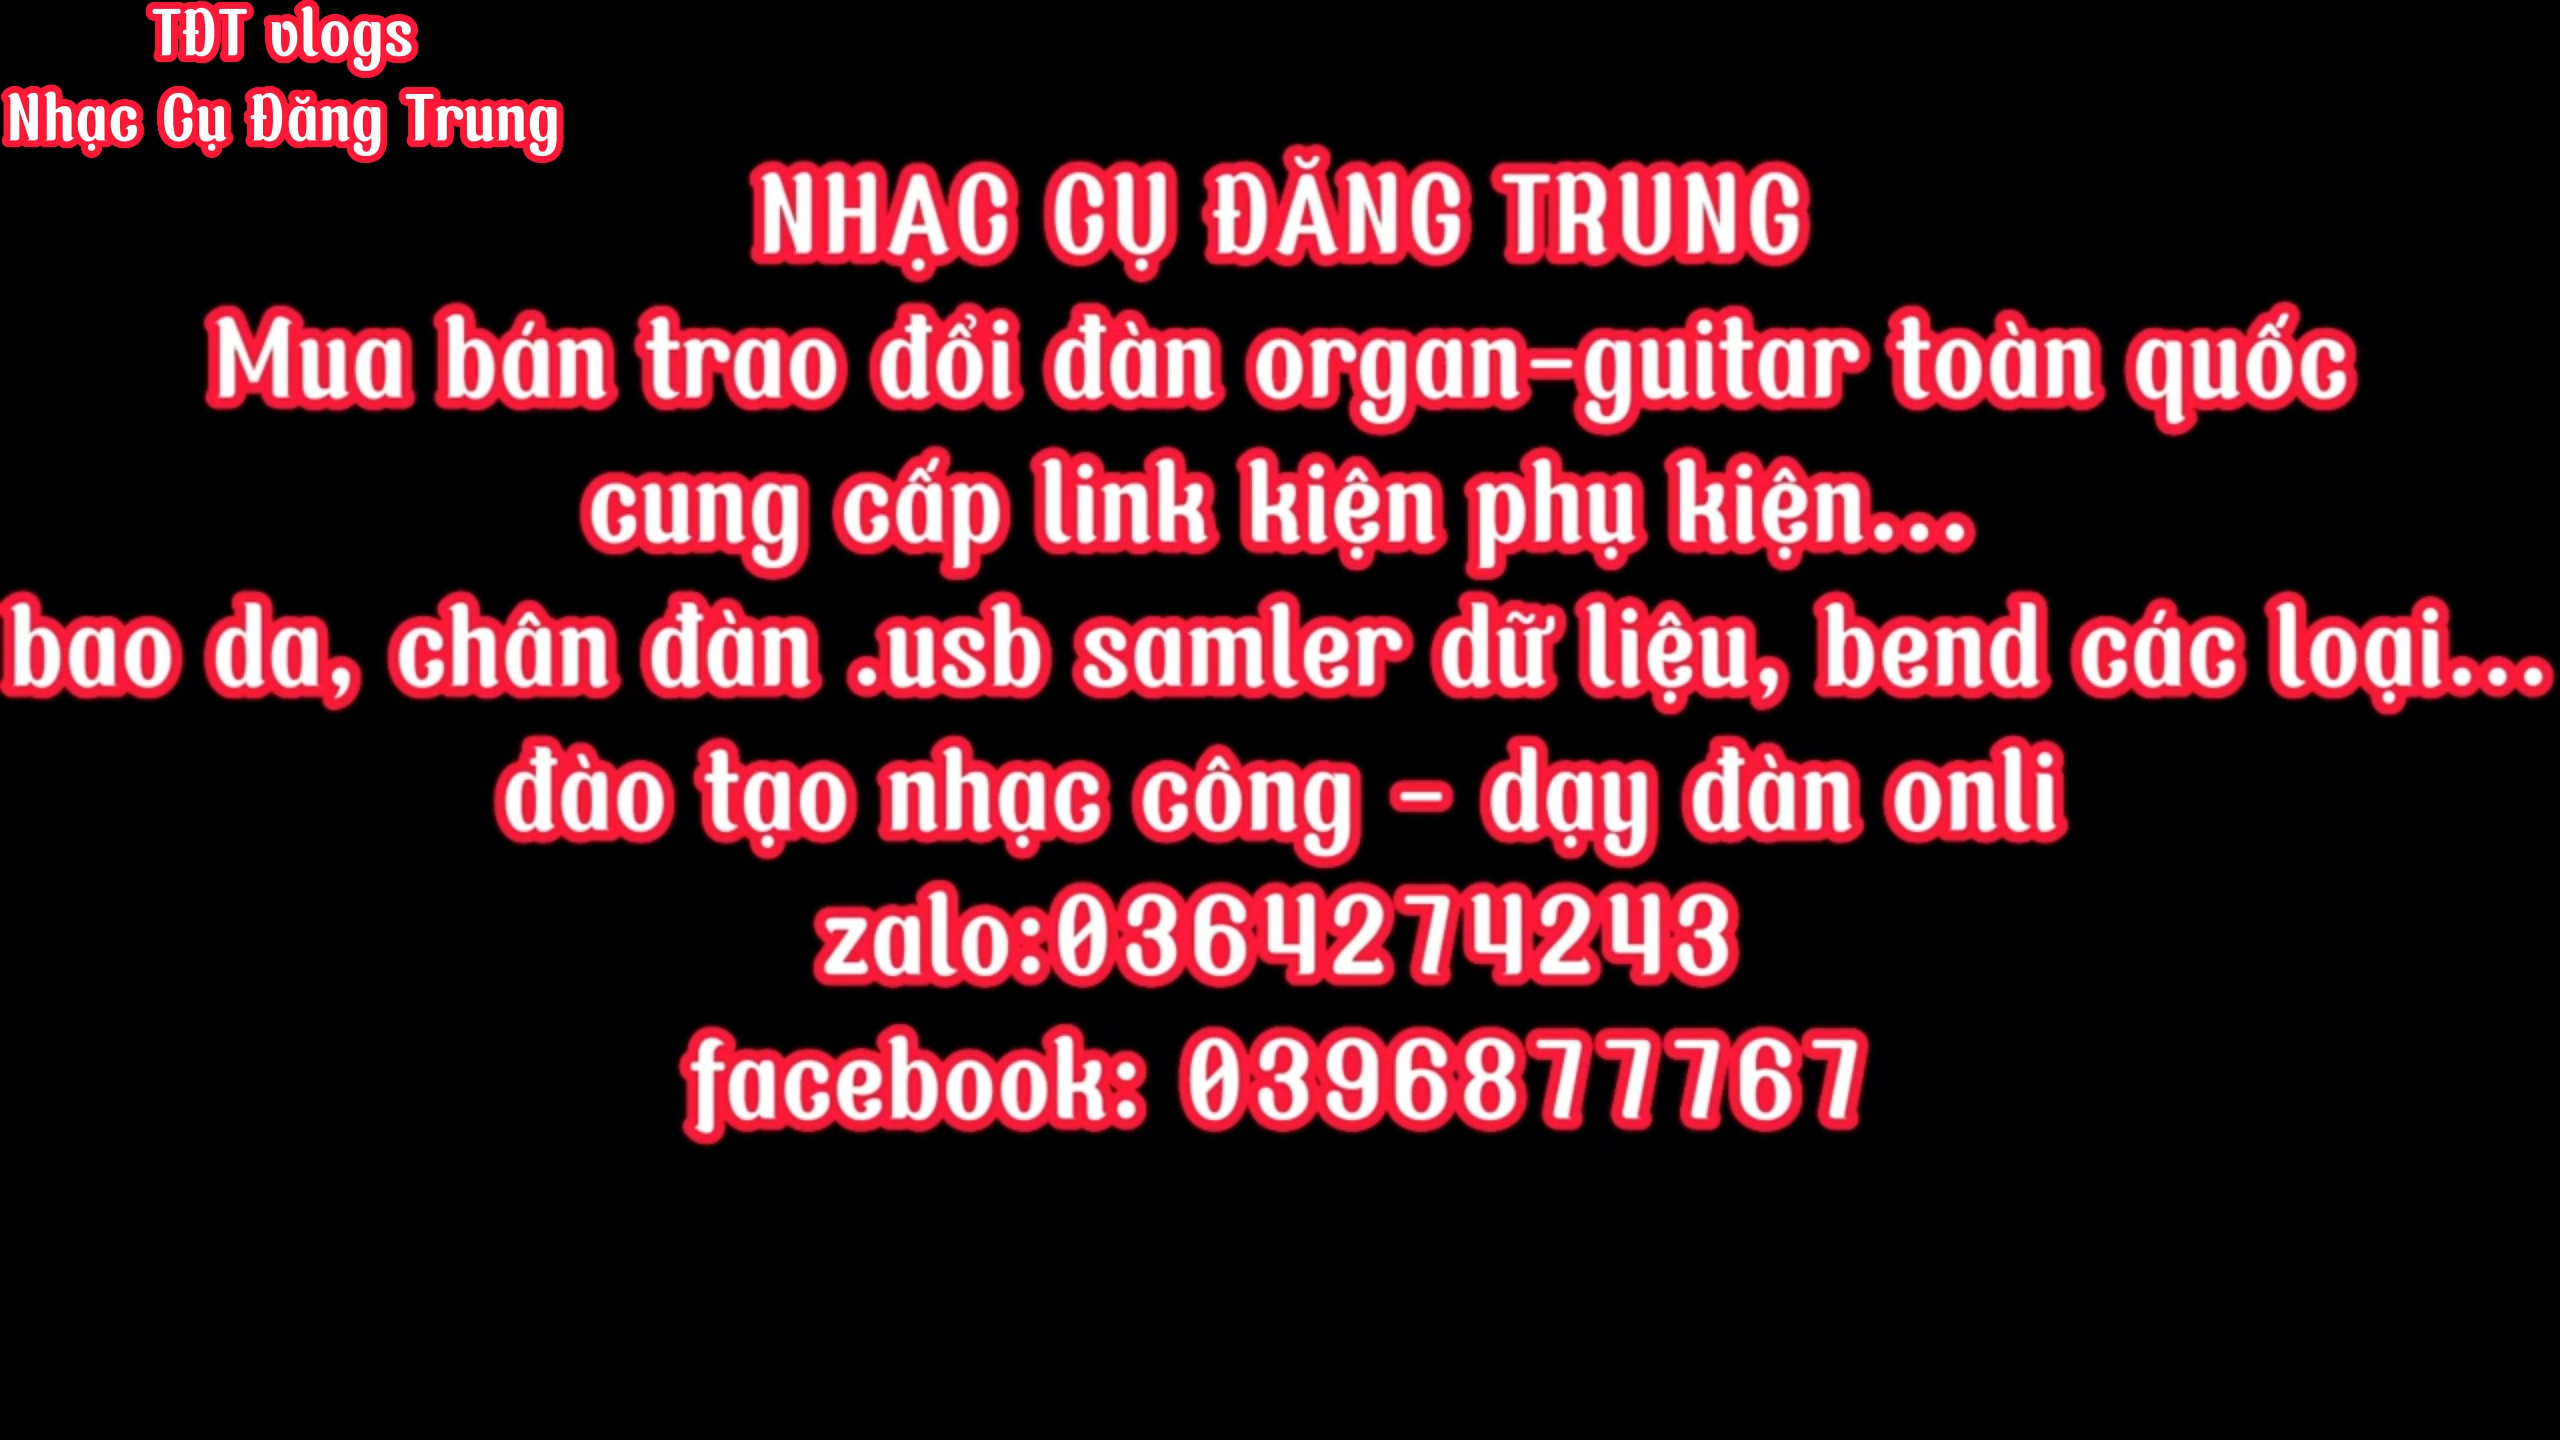 TĐT vlogs
Nhạc Cụ Đăng Trung
NHẠC CỤ ĐĂNG TRUNG
Mua bán trao đổi đàn organ-guitar toàn quốc
cung cấp link kiện phụ kiện...
bao da, chân đàn .usb samler dữ liệu, bend các loại...
đào tạo nhạc công - dạy đàn onli
zalo:0364274243
facebook: 0396877767